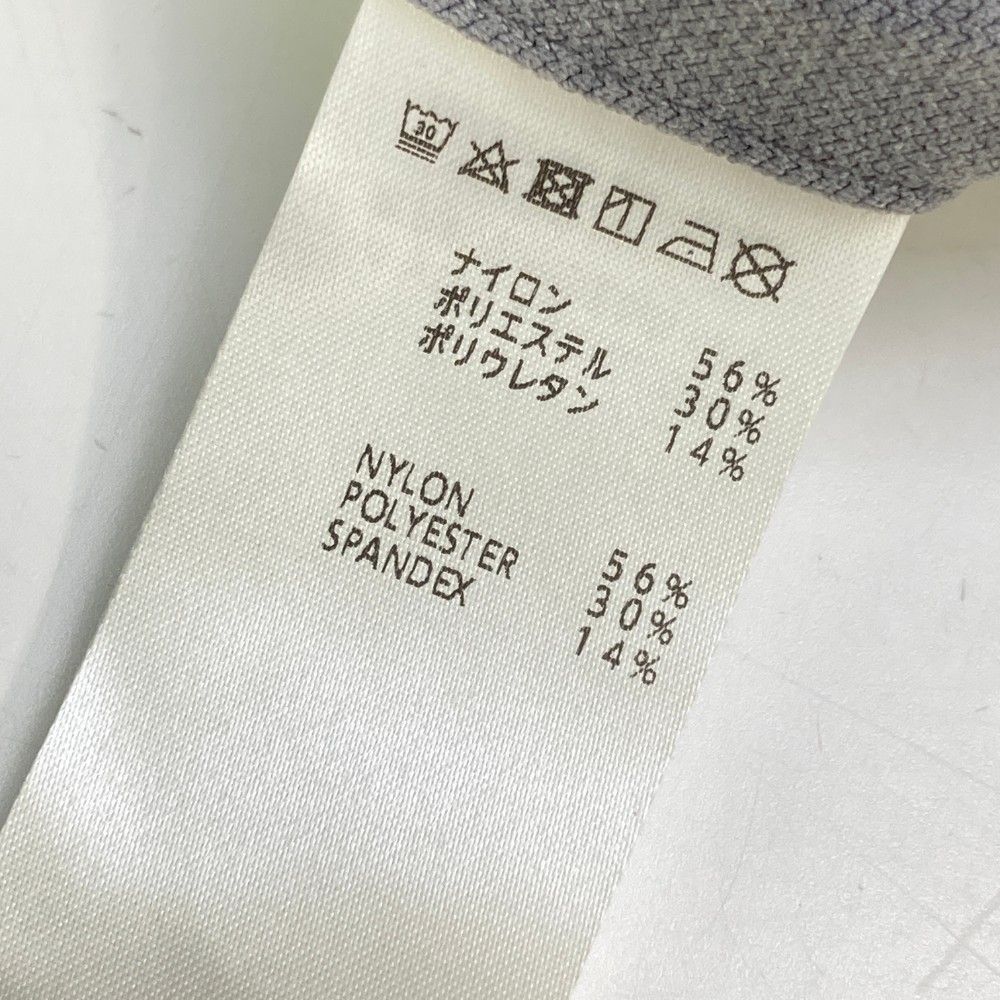 30
ナイロン 56%
ポリエステル 30%
ポリウレタン 14%
NYLON 56%
POLYESTER 30%
SPANDEX 14%